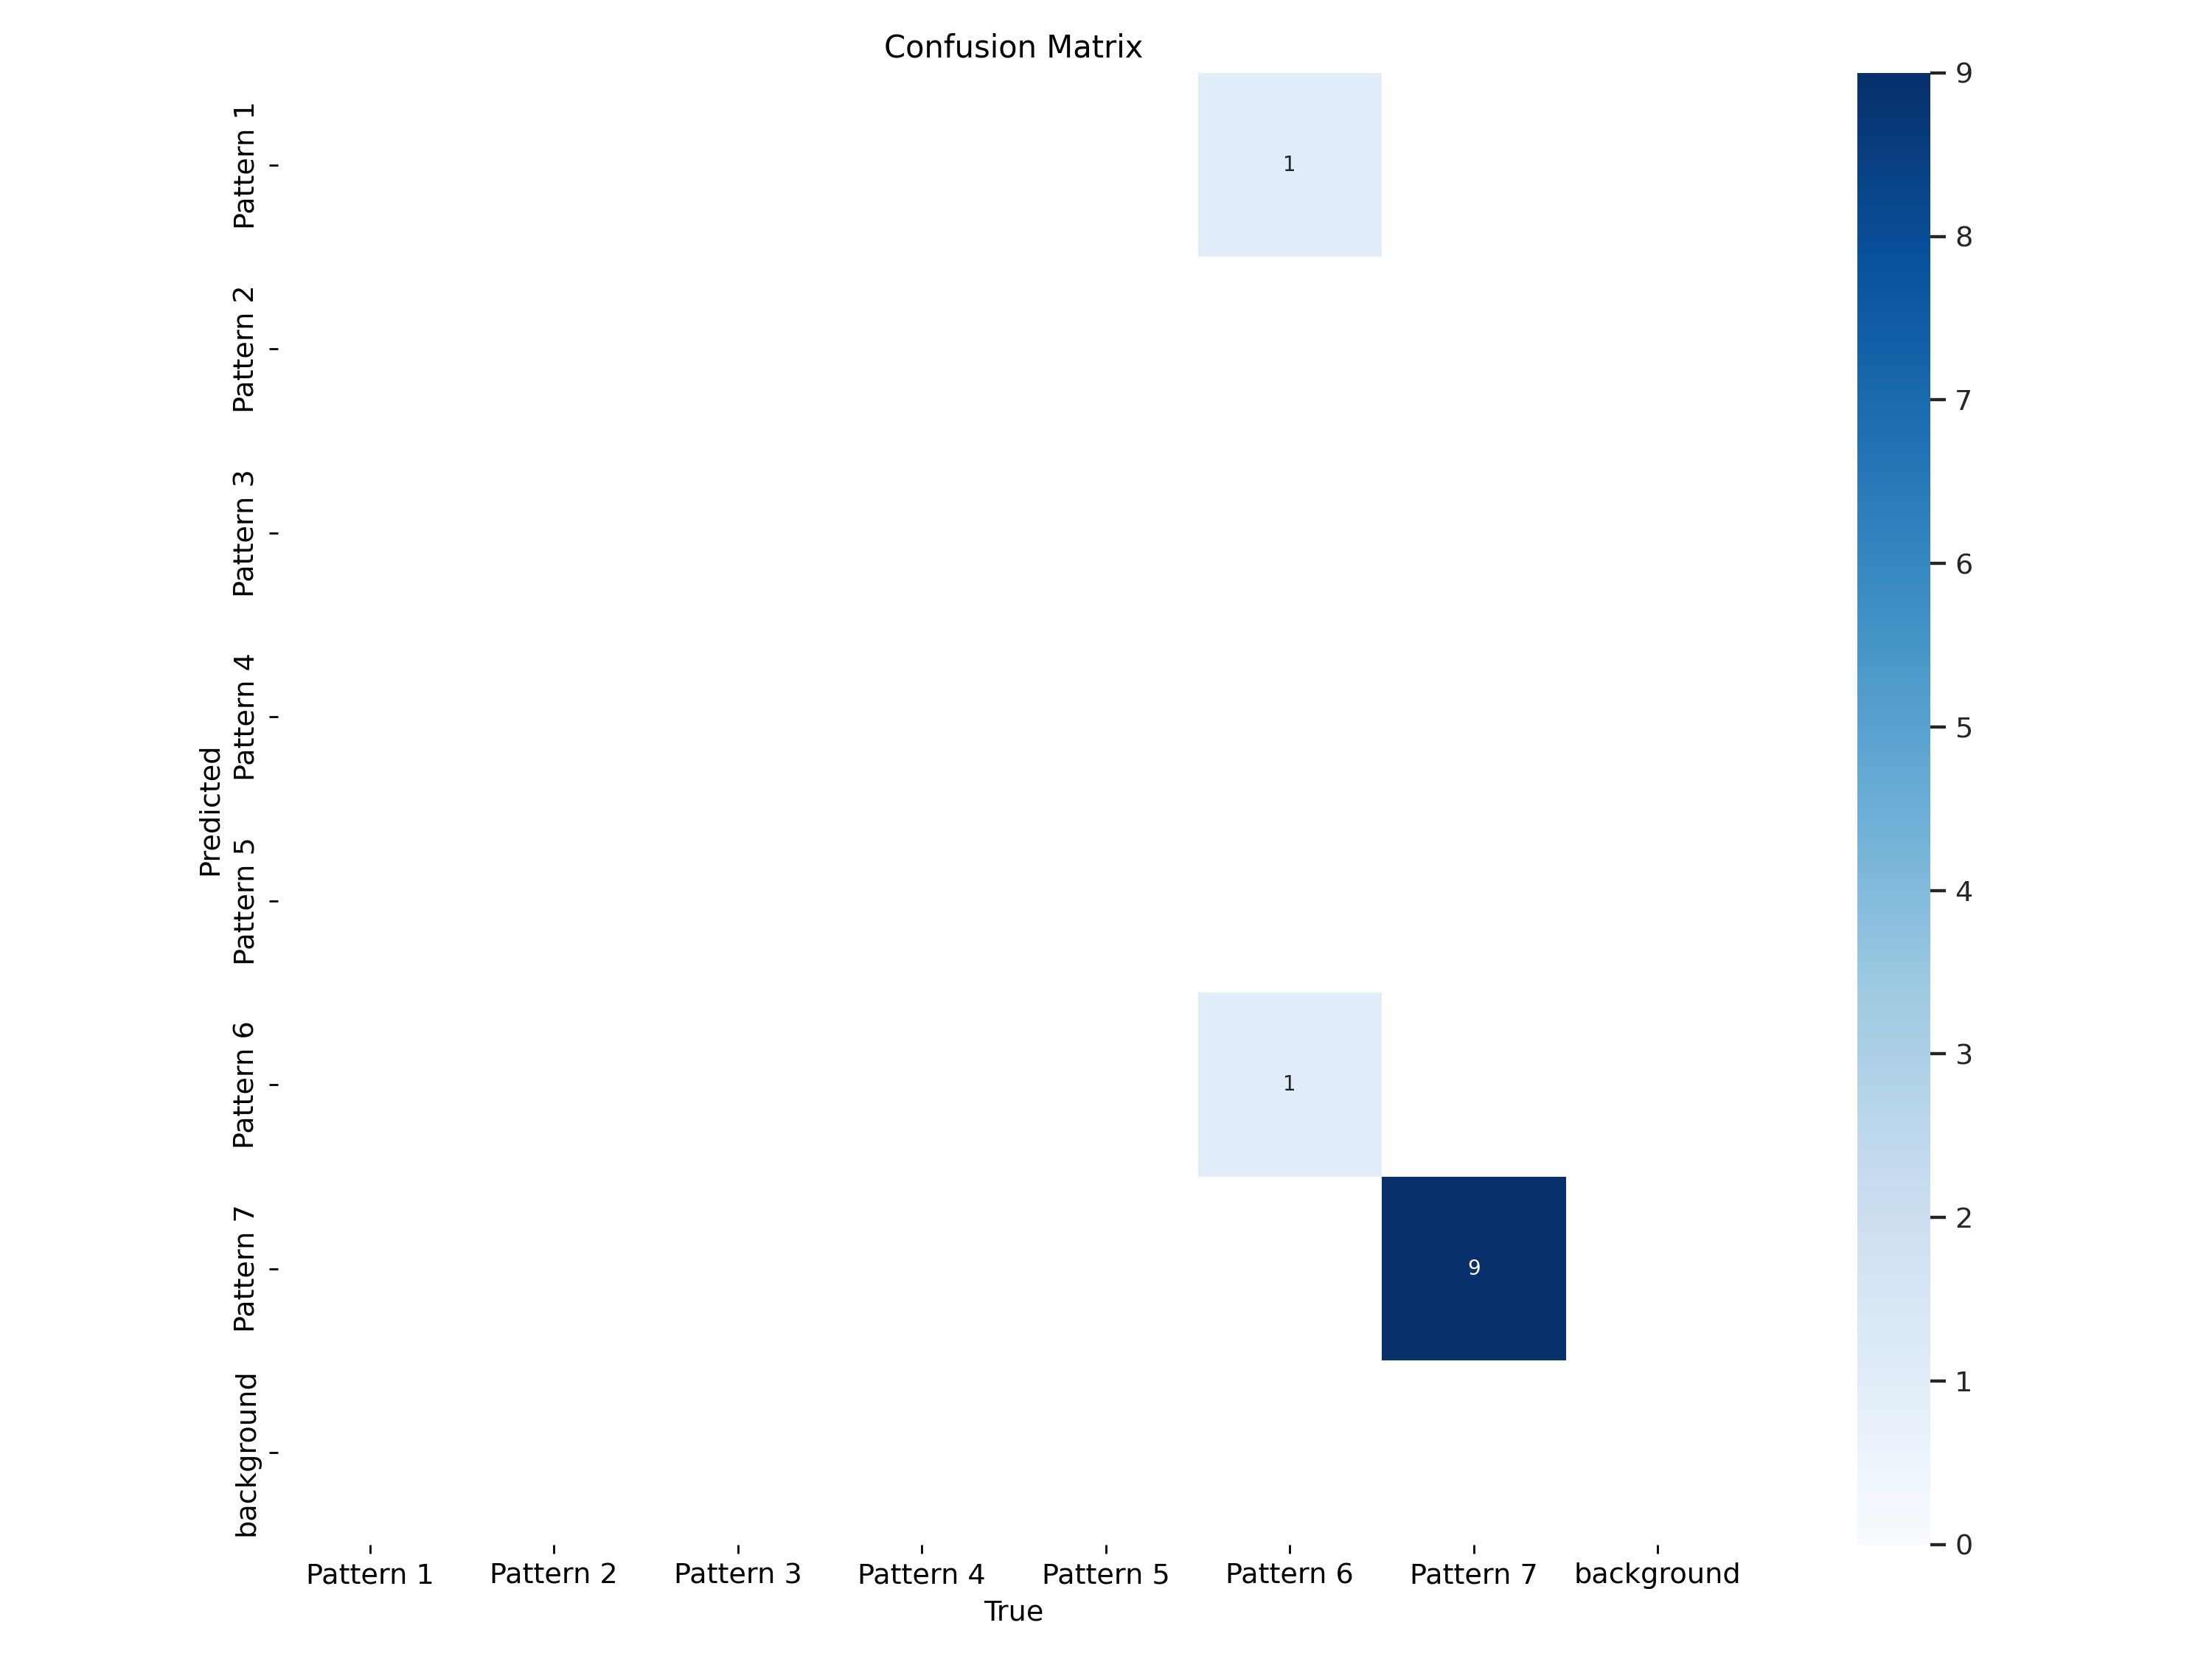 Confusion Matrix
Predicted
Pattern 1
Pattern 2
Pattern 3
Pattern 4
Pattern 5
Pattern 6
Pattern 7
background
1
1
9
Pattern 1 Pattern 2 Pattern 3 Pattern 4 Pattern 5 Pattern 6 Pattern 7 background
True
9
8
7
6
5
4
3
2
1
0